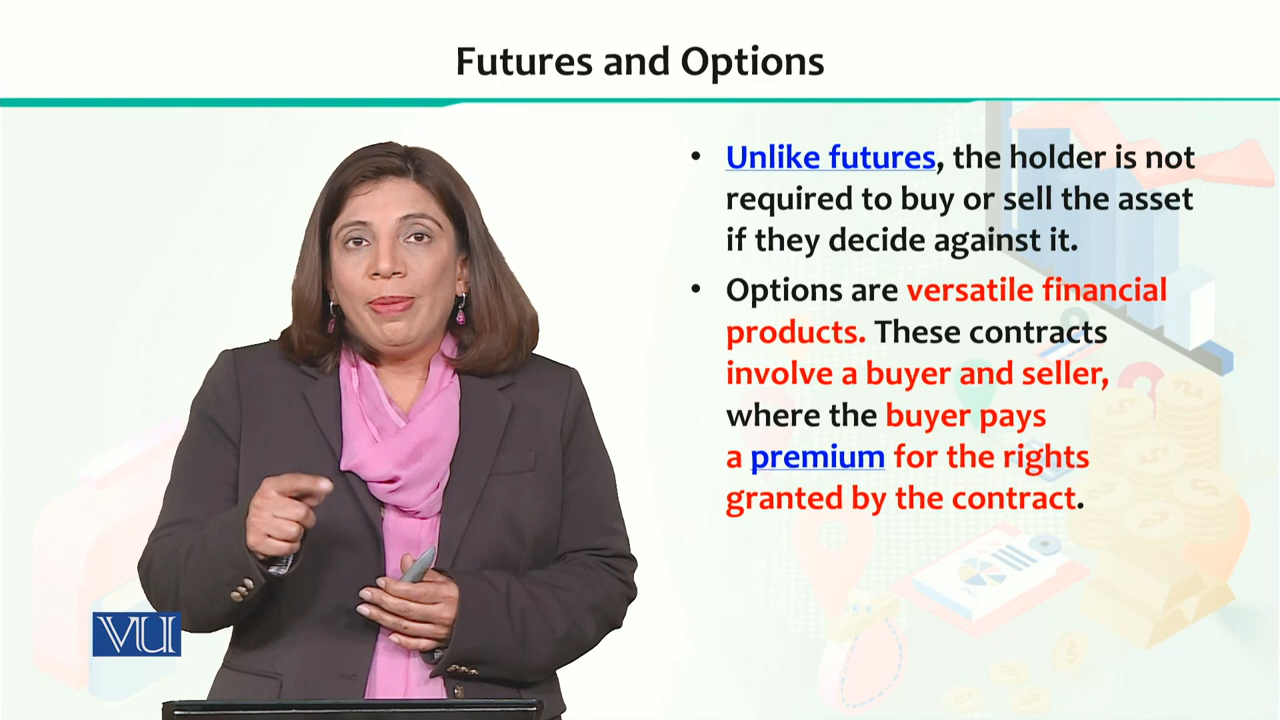 Futures and Options
• Unlike futures, the holder is not
required to buy or sell the asset
if they decide against it.
• Options are versatile financial
products. These contracts
involve a buyer and seller,
where the buyer pays
a premium for the rights
granted by the contract.
VU